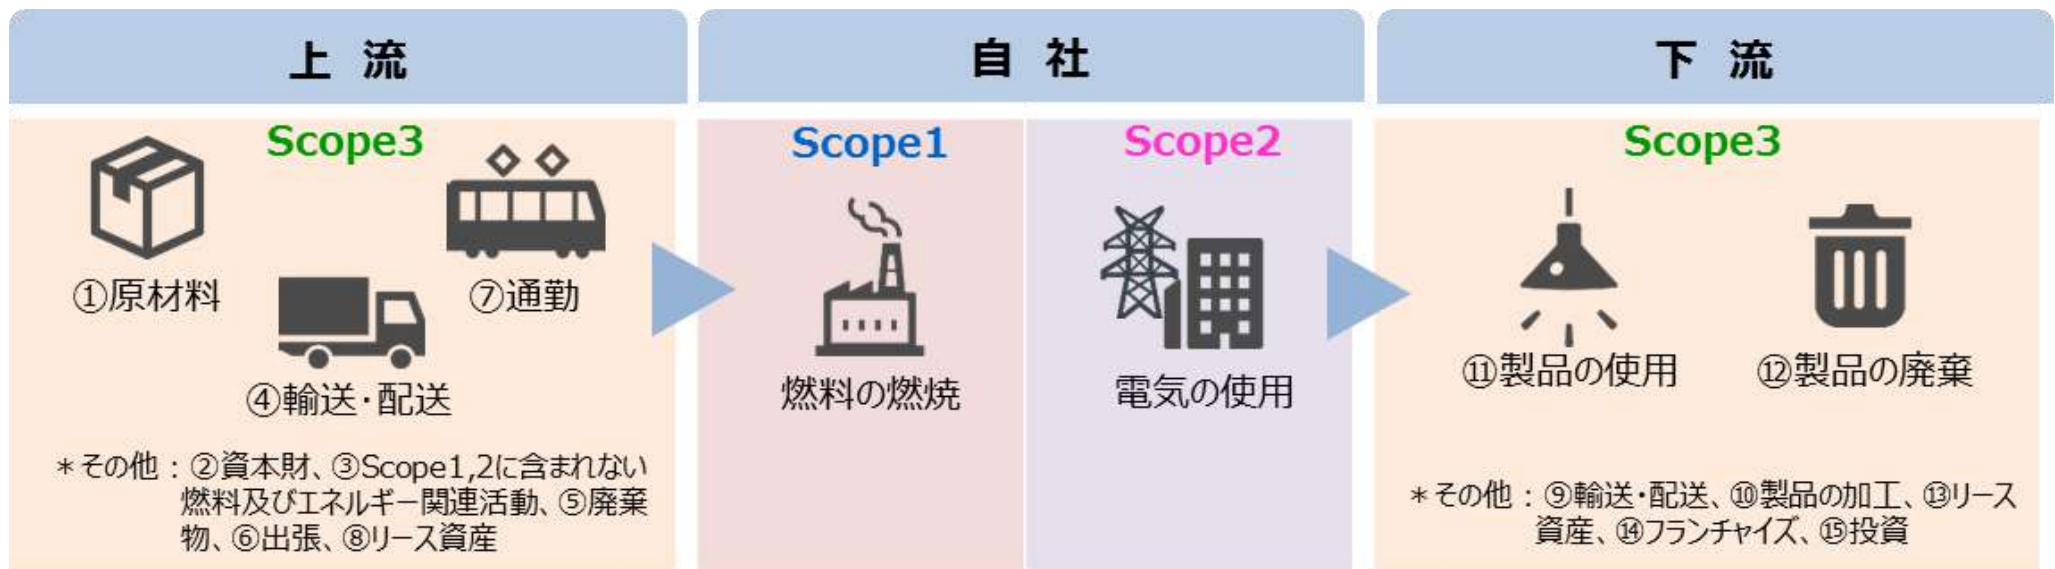 上流
Scope3
①原材料
⑦通勤
④輸送・配送
＊その他：②資本財、③Scope1,2に含まれない
燃料及びエネルギー関連活動、⑤廃棄
物、⑥出張、⑧リース資産
自社
Scope1
燃料の燃焼
Scope2
電気の使用
下流
Scope3
⑪製品の使用
⑫製品の廃棄
＊その他：⑨輸送・配送、⑩製品の加工、⑬リース
資産、⑭フランチャイズ、⑮投資